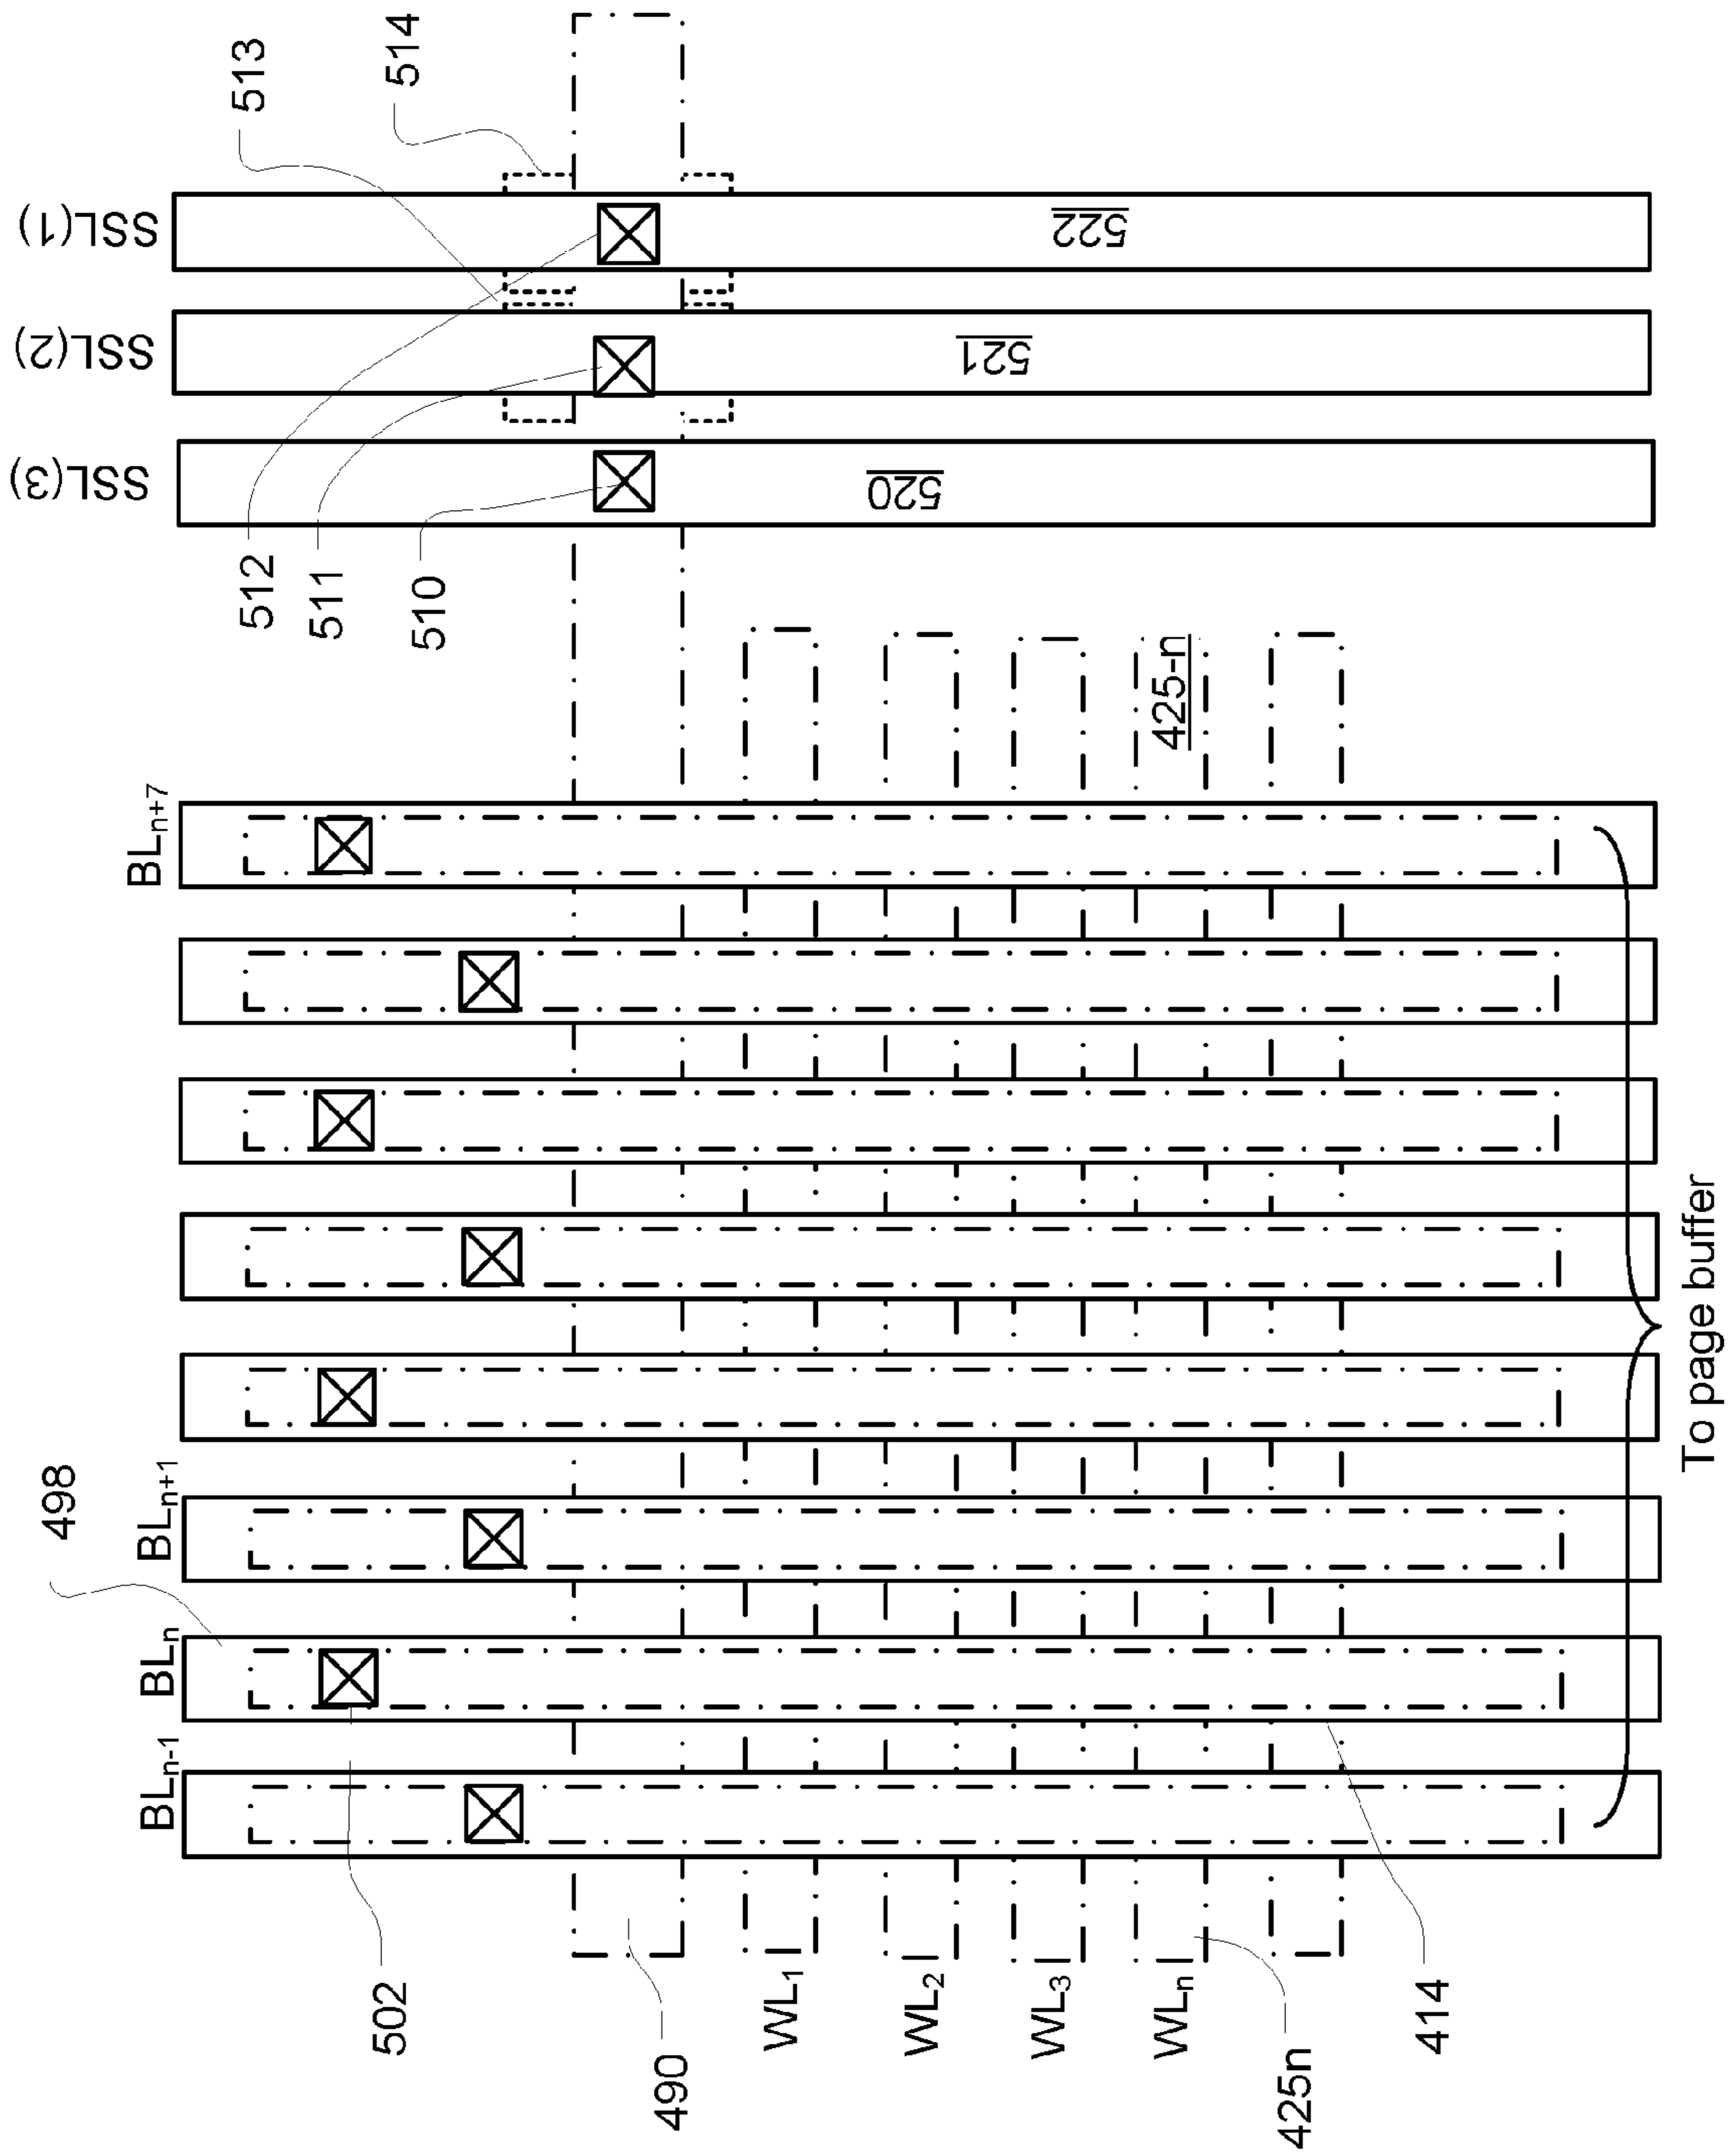 SSL(3)
SSL(2)
SSL(1)
513
514
512
511
510
520
521
522
BLn-1
BLn
BLn+1
BLn+7
498
502
490
WL1
WL2
WL3
WLn
425n
425-n
414
To page buffer